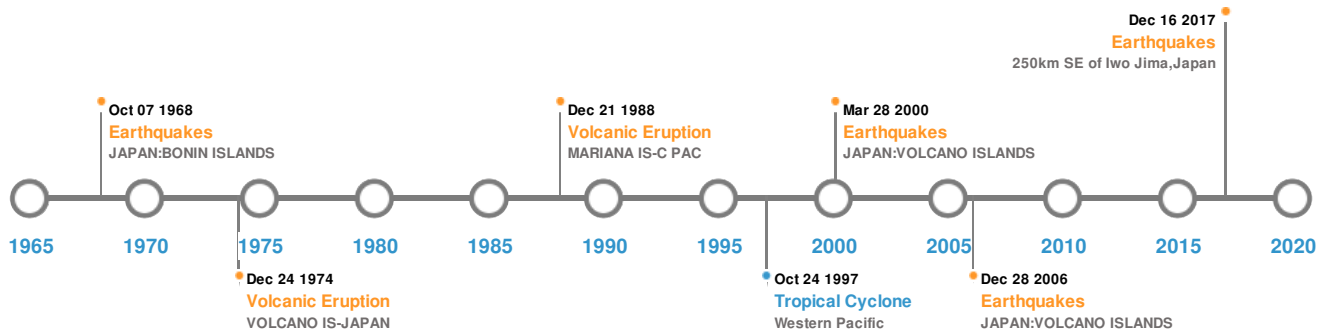 Dec 16 2017
Earthquakes
250km SE of Iwo Jima,Japan
Oct 07 1968
Earthquakes
JAPAN:BONIN ISLANDS
Dec 21 1988
Volcanic Eruption
MARIANA IS-C PAC
Mar 28 2000
Earthquakes
JAPAN:VOLCANO ISLANDS
1965 1970 1975 1980 1985 1990 1995 2000 2005 2010 2015 2020
Dec 24 1974
Volcanic Eruption
VOLCANO IS-JAPAN
Oct 24 1997
Tropical Cyclone
Western Pacific
Dec 28 2006
Earthquakes
JAPAN:VOLCANO ISLANDS